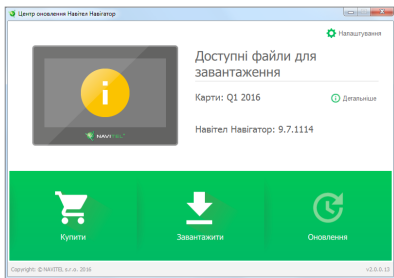 Центр оновлення Навітел Навігатор
Налаштування
Доступні файли для
завантаження
Карти: Q1 2016
Детальніше
Навітел Навігатор: 9.7.1114
NAVITEL
Купити
Завантажити
Оновлення
Copyright: © NAVITEL s.r.o. 2016
v2.0.0.13